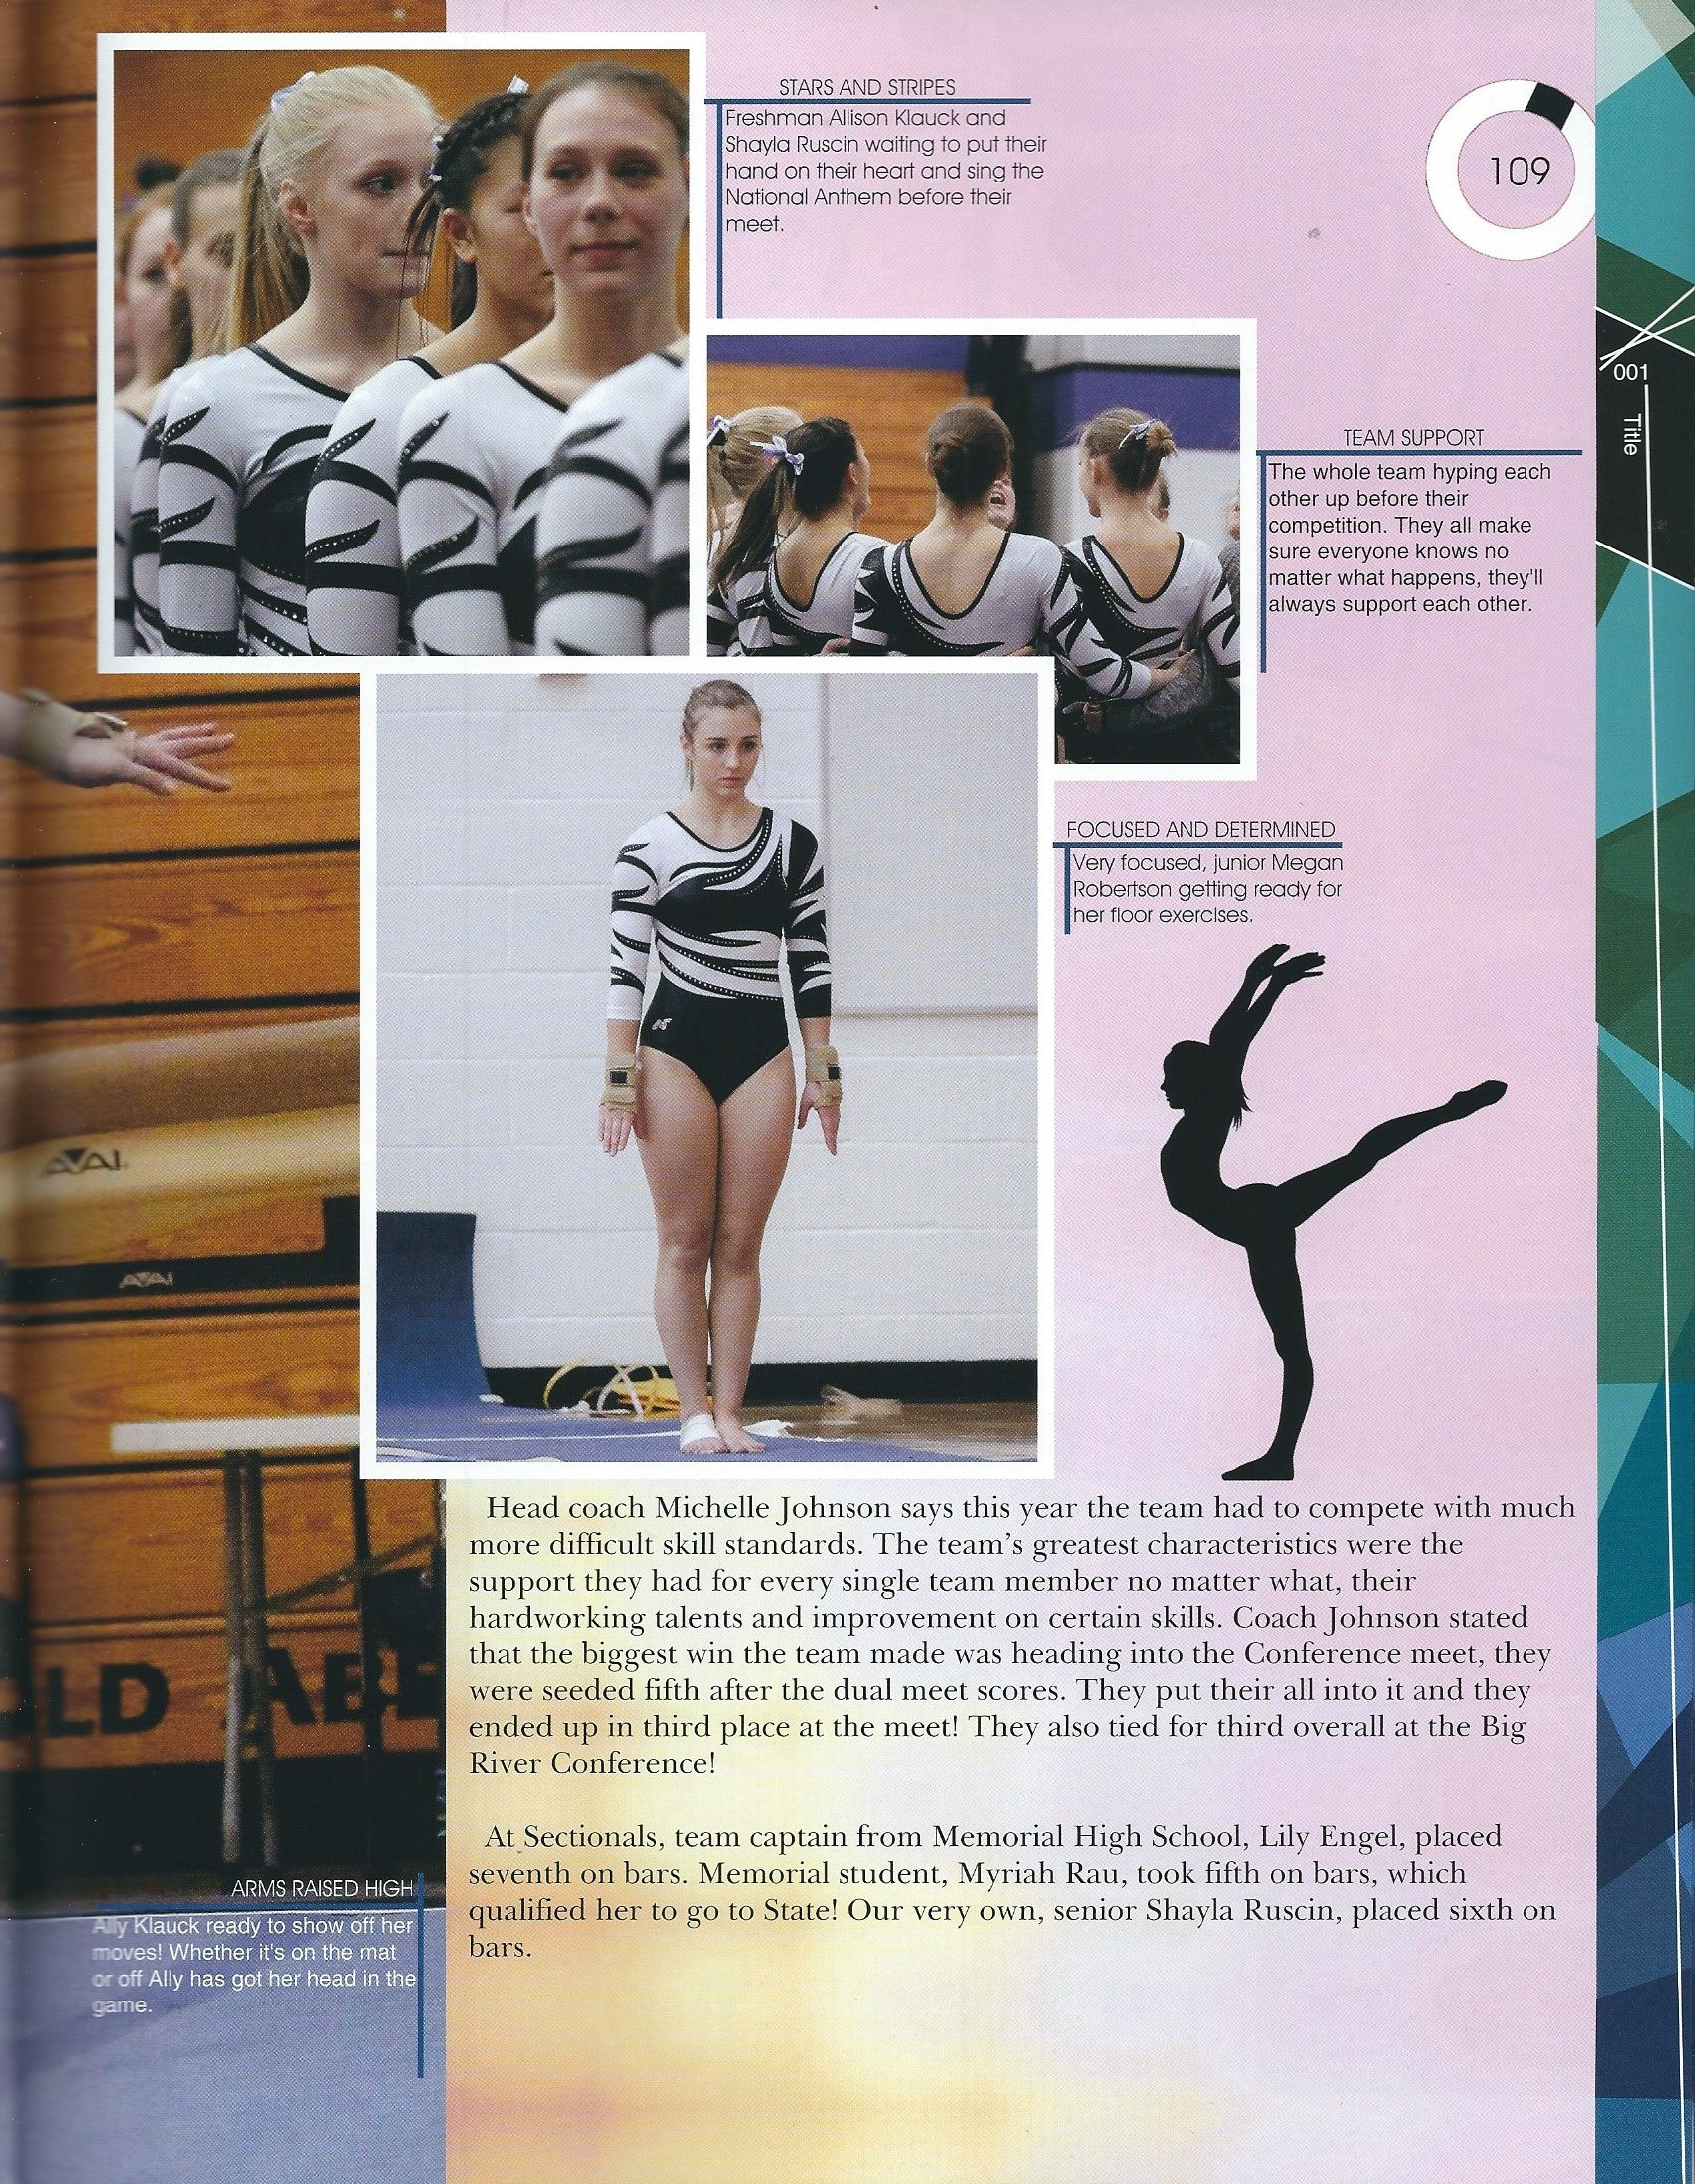 STARS AND STRIPES
Freshman Allison Klauck and
Shayla Ruscin waiting to put their
hand on their heart and sing the
National Anthem before their
meet.
109
001
Title
TEAM SUPPORT
The whole team hyping each
other up before their
competition. They all make
sure everyone knows no
matter what happens, they'll
always support each other.
FOCUSED AND DETERMINED
Very focused, junior Megan
Robertson getting ready for
her floor exercises.
AVAI
AVAI
LD ABE
Head coach Michelle Johnson says this year the team had to compete with much
more difficult skill standards. The team's greatest characteristics were the
support they had for every single team member no matter what, their
hardworking talents and improvement on certain skills. Coach Johnson stated
that the biggest win the team made was heading into the Conference meet, they
were seeded fifth after the dual meet scores. They put their all into it and they
ended up in third place at the meet! They also tied for third overall at the Big
River Conference!
At Sectionals, team captain from Memorial High School, Lily Engel, placed
seventh on bars. Memorial student, Myriah Rau, took fifth on bars, which
qualified her to go to State! Our very own, senior Shayla Ruscin, placed sixth on
bars.
ARMS RAISED HIGH
Ally Klauck ready to show off her
moves! Whether it's on the mat
or off Ally has got her head in the
game.